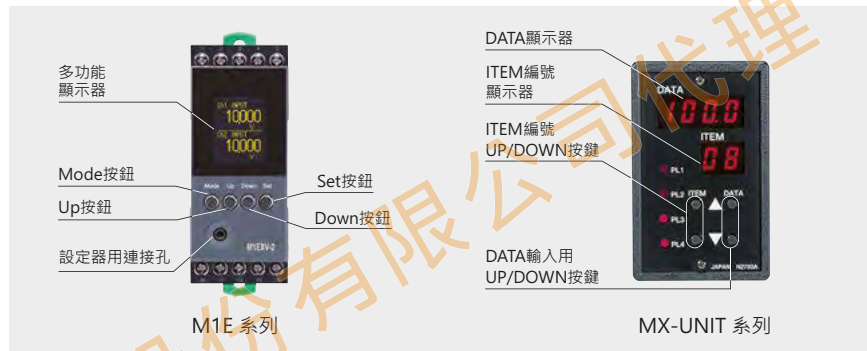 多功能
顯示器
Mode按鈕
Up按鈕
設定器用連接孔
Ch1 INPUT
10.000
V
Ch2 INPUT
10.000
V
Mode Up Down Set
M1EXV-2
Set按鈕
Down按鈕
M1E 系列
DATA顯示器
ITEM編號
顯示器
ITEM編號
UP/DOWN按鍵
DATA輸入用
UP/DOWN按鍵
DATA
100.0
ITEM
08
PL1
PL2 ITEM DATA
PL3
PL4
JAPAN
MX-UNIT 系列
份有限公司代理